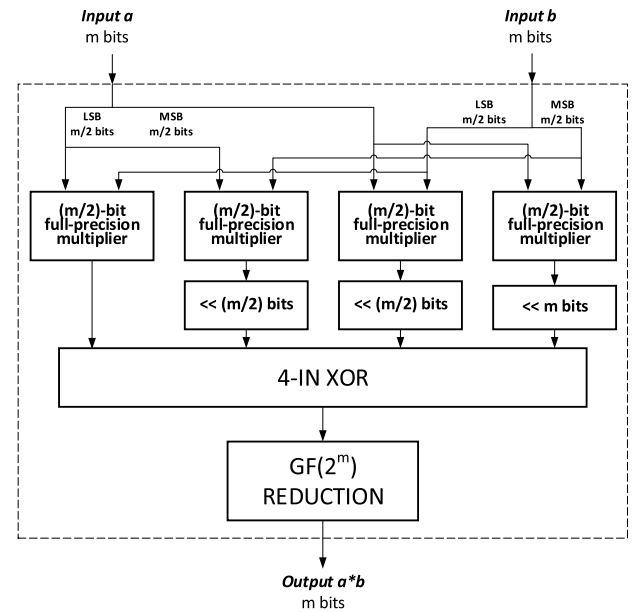 Input a
m bits
Input b
m bits
LSB
m/2 bits
MSB
m/2 bits
LSB
m/2 bits
MSB
m/2 bits
(m/2)-bit
full-precision
multiplier
(m/2)-bit
full-precision
multiplier
(m/2)-bit
full-precision
multiplier
(m/2)-bit
full-precision
multiplier
<< (m/2) bits
<< (m/2) bits
<< m bits
4-IN XOR
GF(2^m)
REDUCTION
Output a*b
m bits